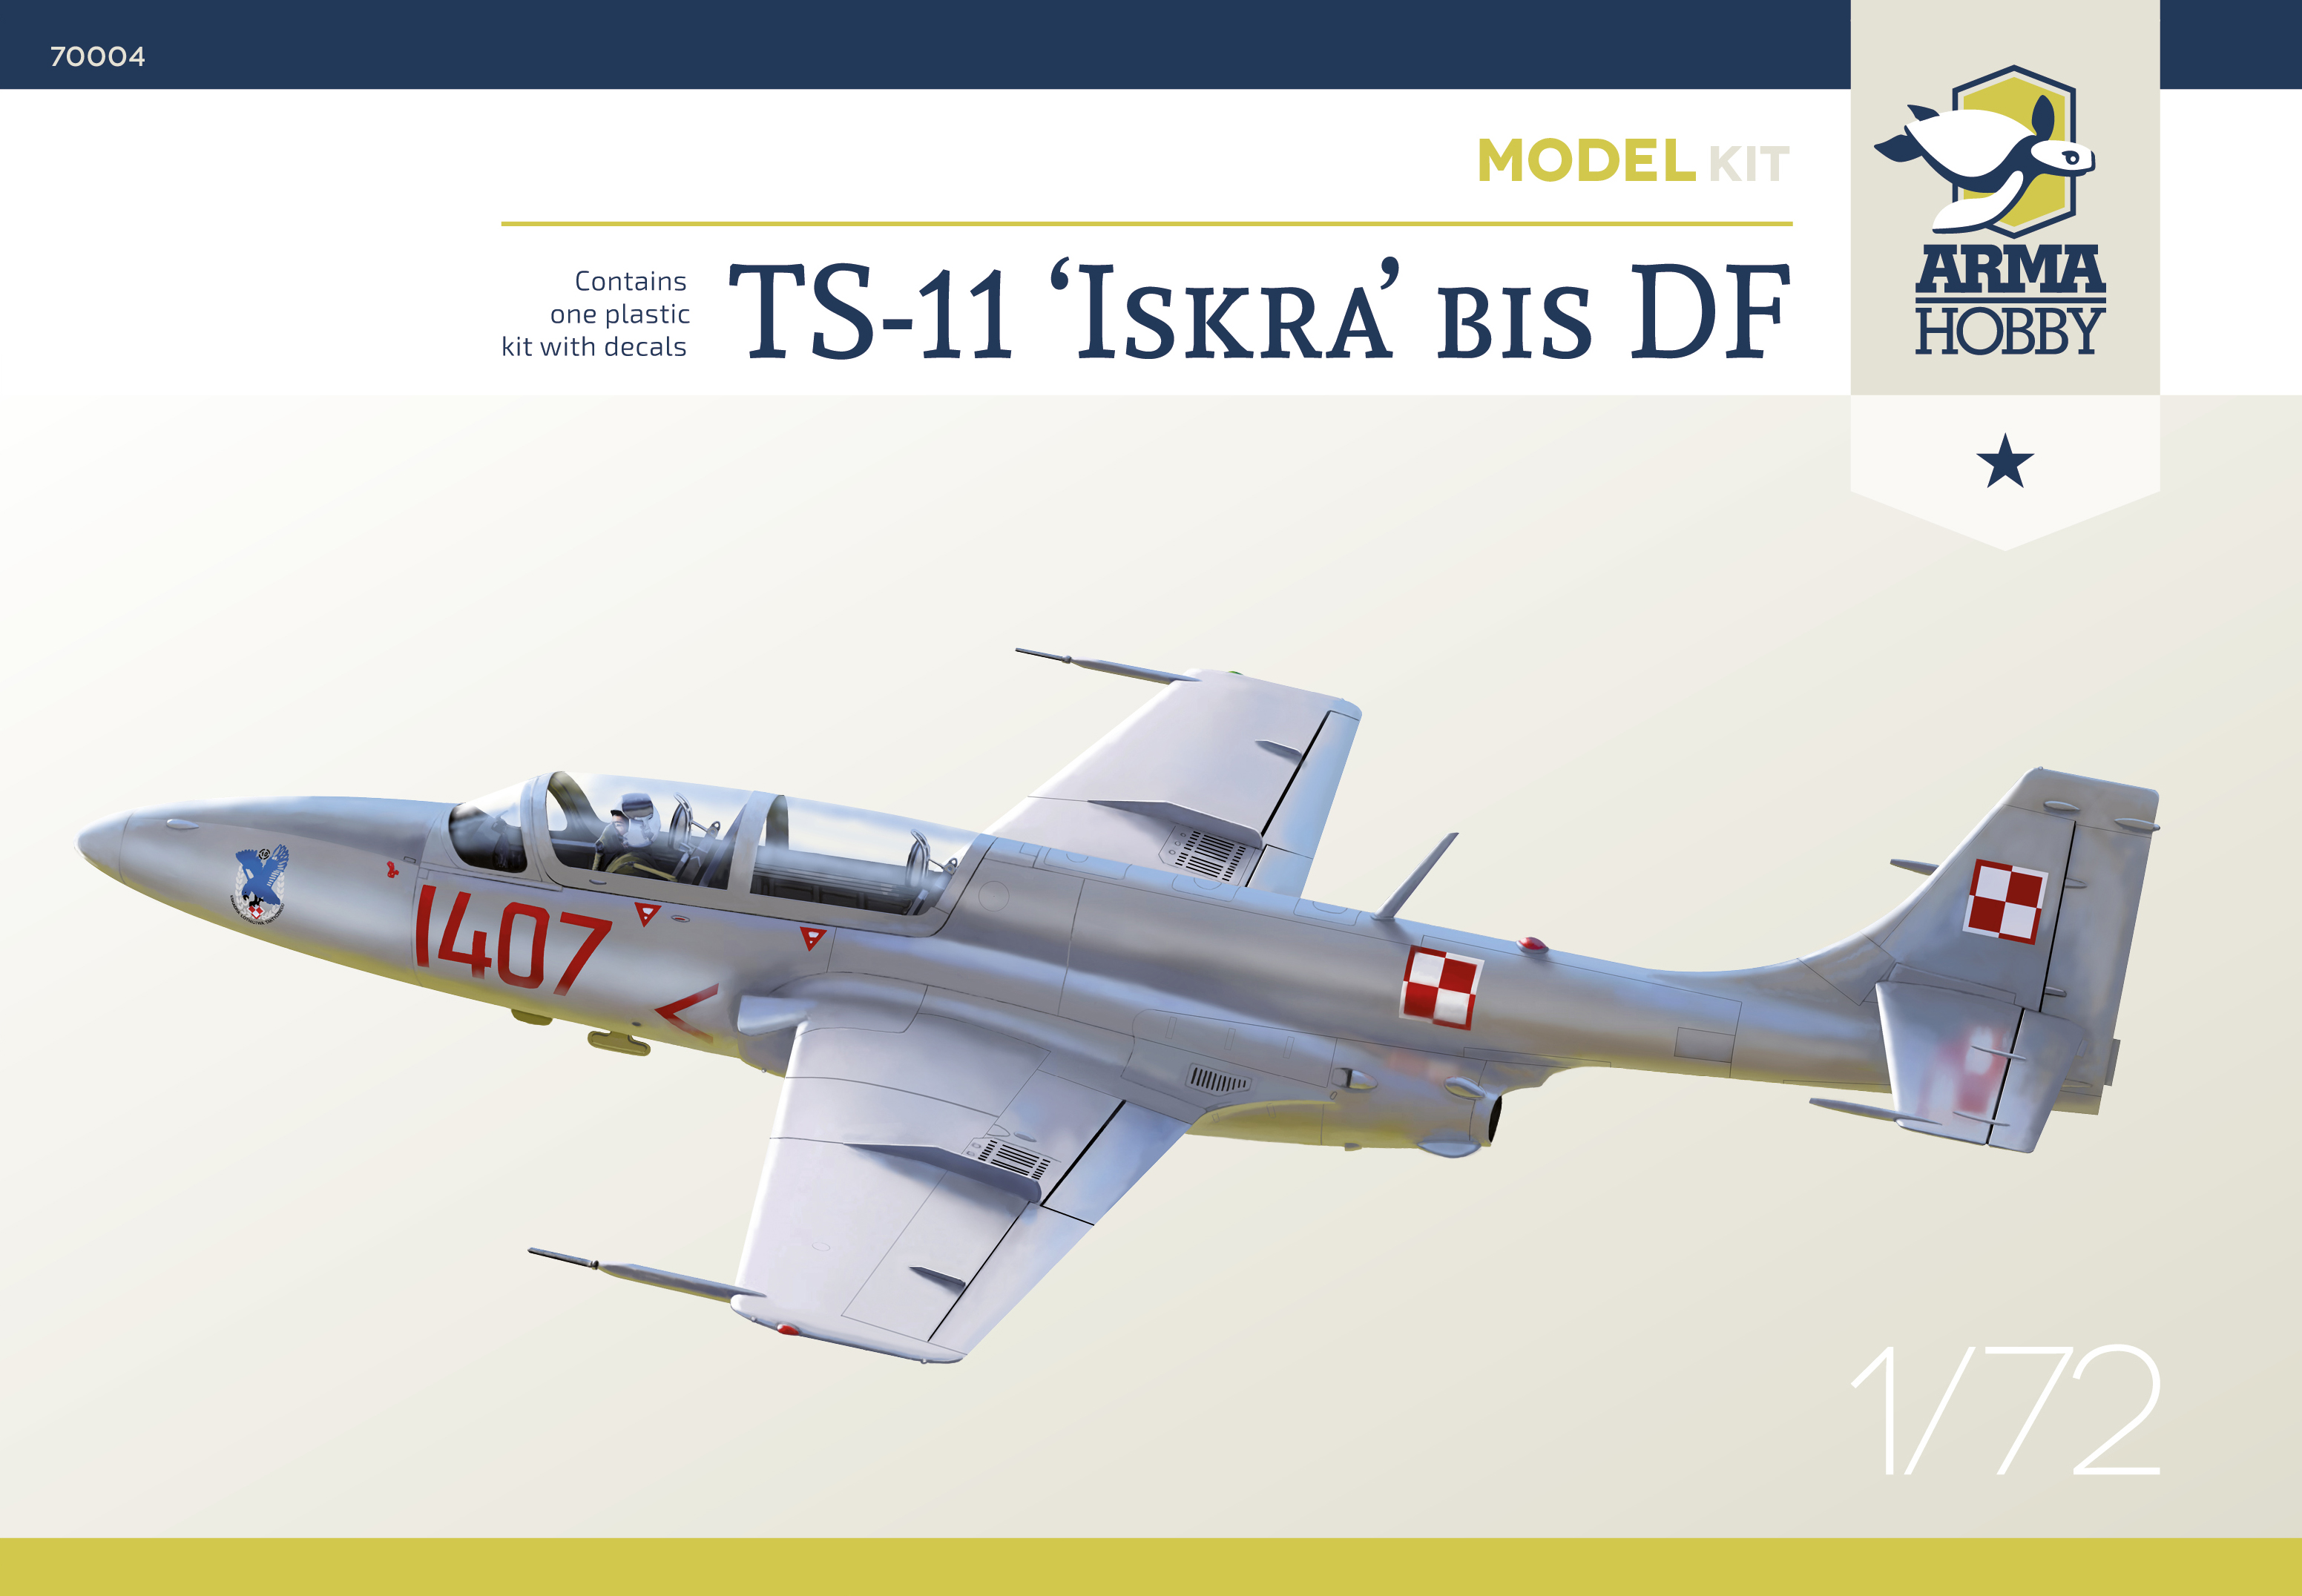 70004
MODEL KIT
Contains
one plastic
kit with decals
TS-11 ‘Iskra’ bis DF
ARMA
HOBBY
1407
1/72